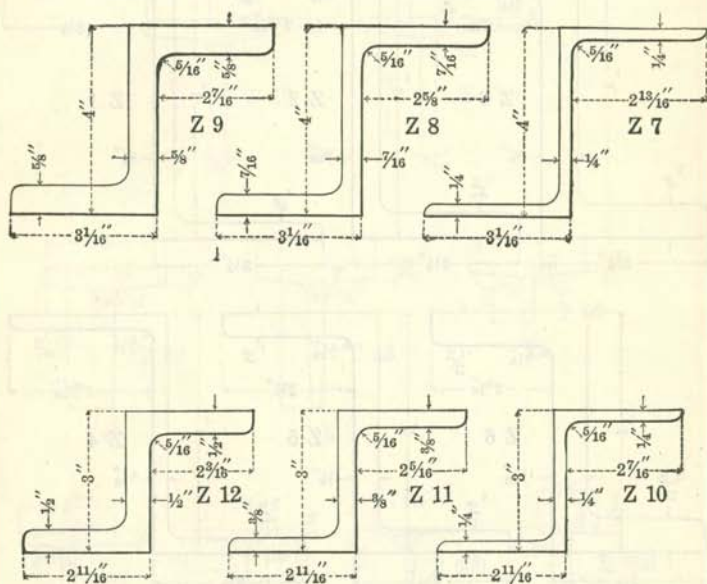 5/16" 5/8" 5/16" 7/16" 5/16" 1/4"
2 7/16" 2 5/8" 2 13/16"
4" Z 9 4" Z 8 4" Z 7
5/8" 5/8" 7/16" 7/16" 1/4" 1/4"
3 1/16" 3 1/16" 3 1/16"
5/16" 1/2" 5/16" 3/8" 5/16" 1/4"
2 3/16" 2 5/16" 2 7/16"
3" Z 12 3" Z 11 3" Z 10
1/2" 1/2" 3/8" 3/8" 1/4" 1/4"
2 11/16" 2 11/16" 2 11/16"